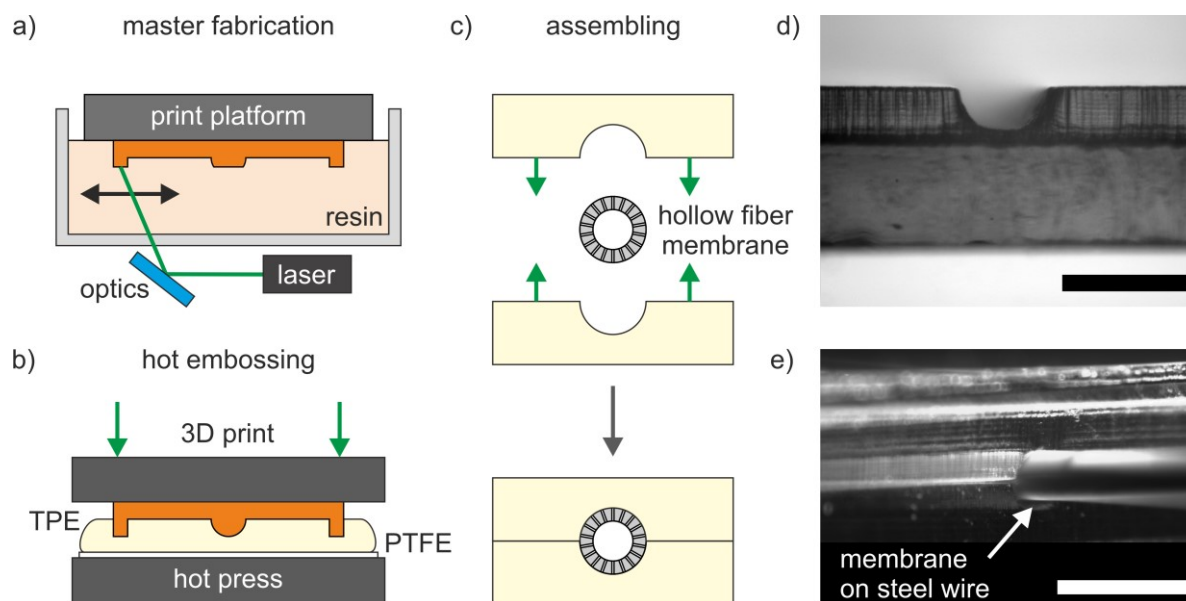 a) master fabrication
print platform
resin
optics
laser
b) hot embossing
3D print
TPE
PTFE
hot press
c) assembling
hollow fiber
membrane
d)
e)
membrane
on steel wire